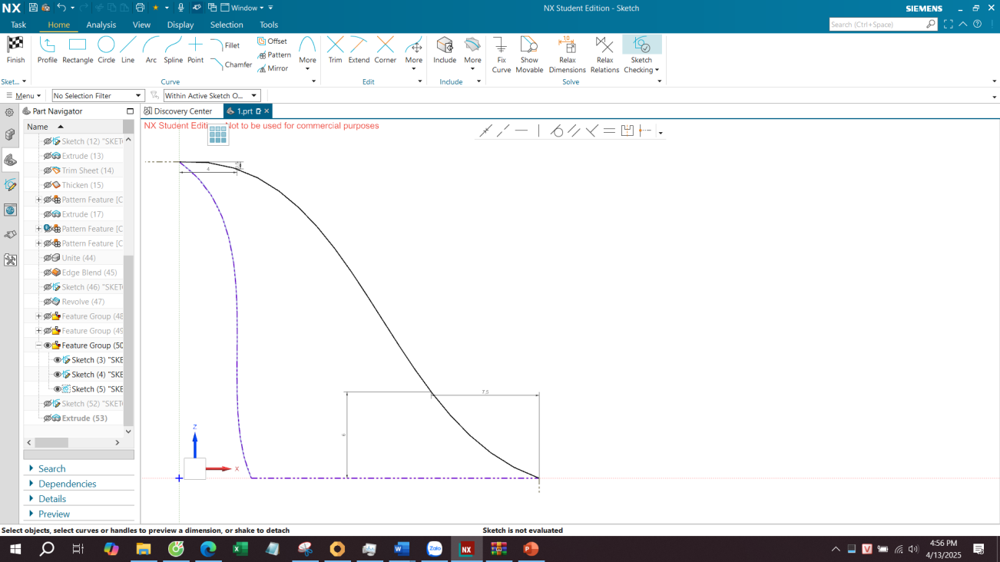 NX
Window
NX Student Edition - Sketch
SIEMENS
Task
Home
Analysis
View
Display
Selection
Tools
Search (Ctrl+Space)
Finish
Profile
Rectangle
Circle
Line
Arc
Spline
Point
Fillet
Chamfer
Offset
Pattern
Mirror
More
Trim
Extend
Corner
More
Include
More
Fix
Curve
Show
Movable
Relax
Dimensions
Relax
Relations
Sketch
Checking
Sket...
Curve
Edit
Include
Solve
Menu
No Selection Filter
Within Active Sketch O...
Part Navigator
Discovery Center
1.prt
Name
NX Student Edition
Not to be used for commercial purposes
Sketch (12) "SKET
Extrude (13)
Trim Sheet (14)
Thicken (15)
Pattern Feature [C
Extrude (17)
Pattern Feature [C
Pattern Feature [C
Unite (44)
Edge Blend (45)
Sketch (46) "SKET
Revolve (47)
Feature Group (48
Feature Group (49
Feature Group (50
Sketch (3) "SKE
Sketch (4) "SKE
Sketch (5) "SKE
Sketch (52) "SKET
Extrude (53)
4
7.5
6
Z
X
Search
Dependencies
Details
Preview
Select objects, select curves or handles to preview a dimension, or shake to detach
Sketch is not evaluated
Zalo
NX
4:56 PM
4/13/2025